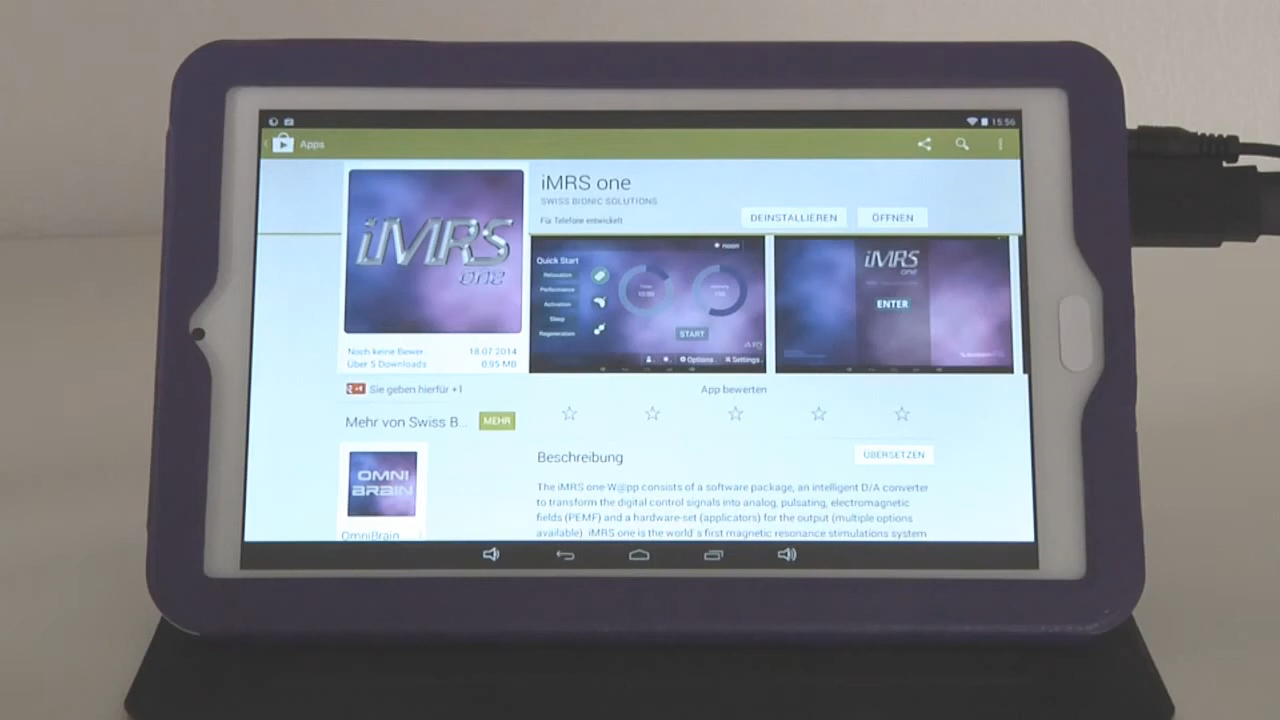 15:56
Apps
iMRS one
SWISS BIONIC SOLUTIONS
Für Telefone entwickelt
DEINSTALLIEREN
ÖFFNEN
iMRS
one
Quick Start
Relaxation
Performance
Activation
Sleep
Regeneration
noon
START
Options
Settings
iMRS
one
ENTER
Noch keine Bewer
18.07.2014
Über 5 Downloads
0,95 MB
+1 Sie geben hierfür +1
App bewerten
Mehr von Swiss B...
MEHR
OMNI
BRAIN
OmniBrain
Beschreibung
ÜBERSETZEN
The iMRS one-W@pp consists of a software package, an intelligent D/A converter
to transform the digital control signals into analog, pulsating, electromagnetic
fields (PEMF) and a hardware-set (applicators) for the output (multiple options
available). iMRS one is the world´s first magnetic resonance stimulations system